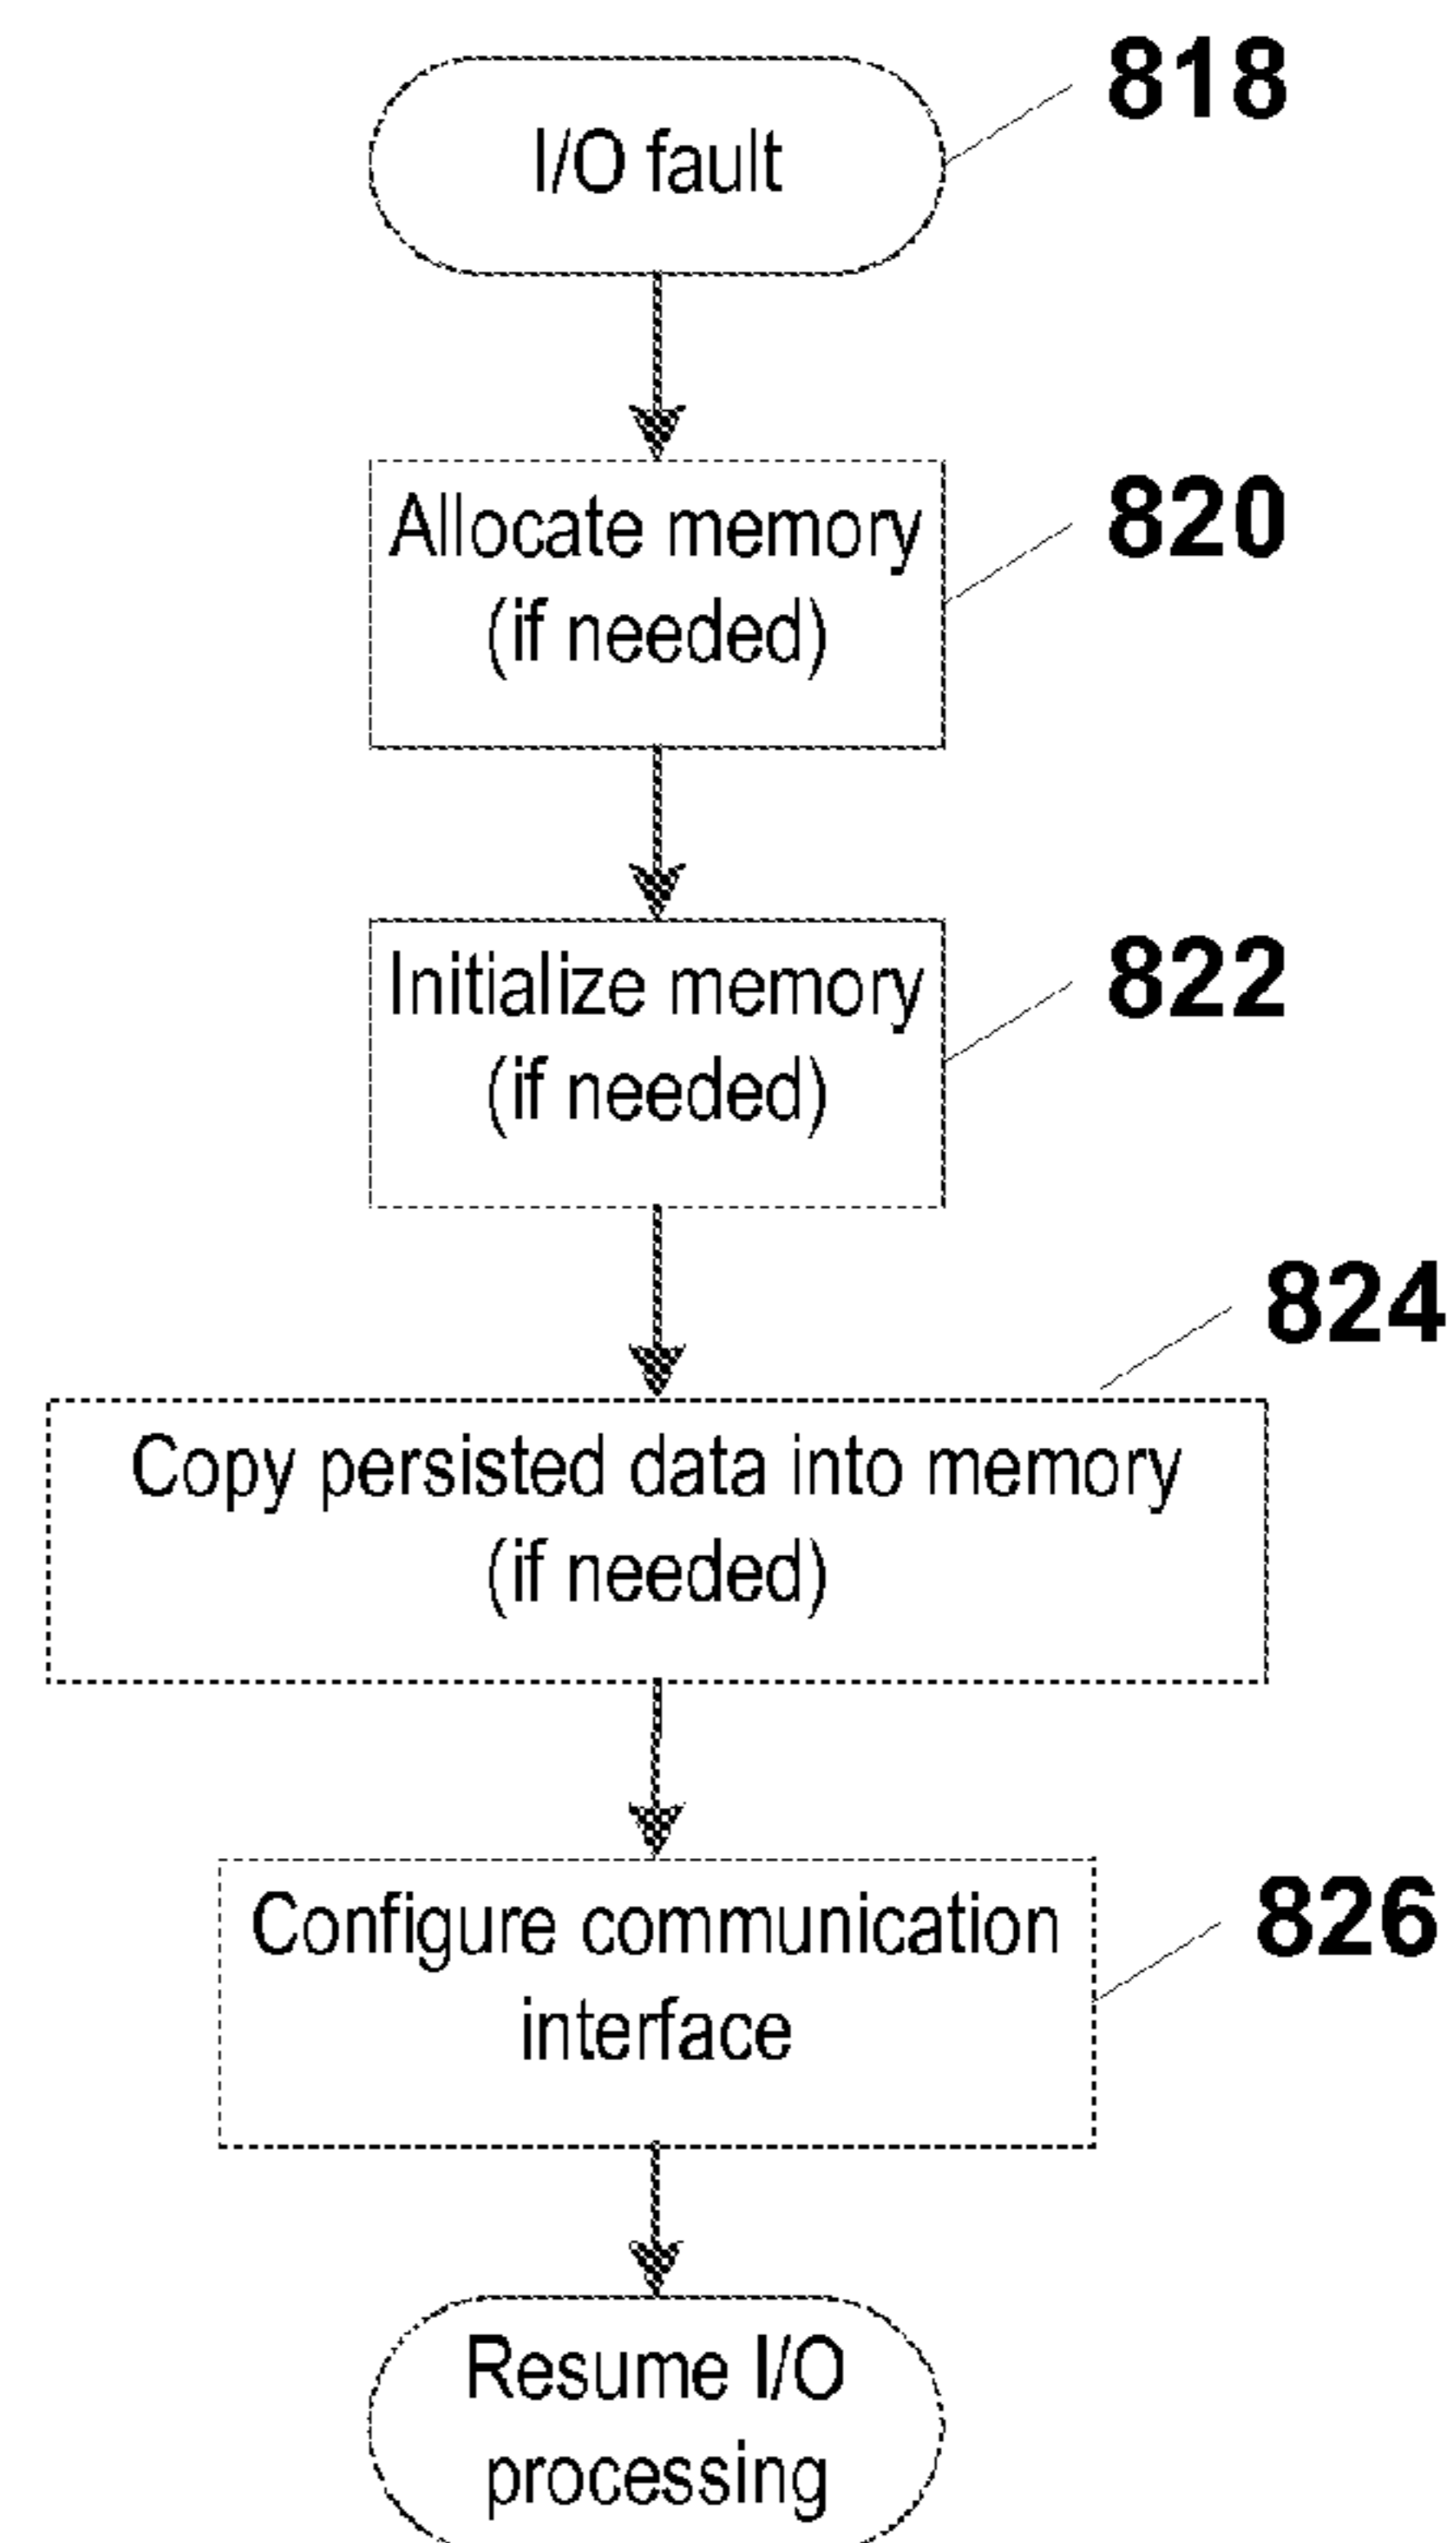 I/O fault
818
Allocate memory
(if needed)
820
Initialize memory
(if needed)
822
824
Copy persisted data into memory
(if needed)
Configure communication
interface
826
Resume I/O
processing